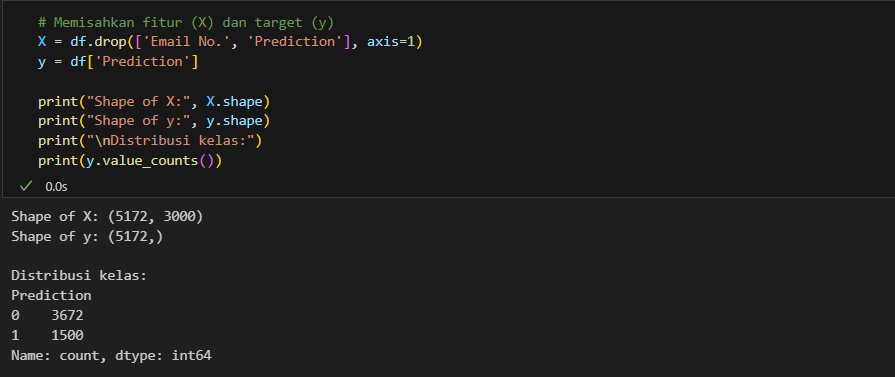 # Memisahkan fitur (X) dan target (y)
X = df.drop(['Email No.', 'Prediction'], axis=1)
y = df['Prediction']
print("Shape of X:", X.shape)
print("Shape of y:", y.shape)
print("\nDistribusi kelas:")
print(y.value_counts())
0.0s
Shape of X: (5172, 3000)
Shape of y: (5172,)
Distribusi kelas:
Prediction
0    3672
1    1500
Name: count, dtype: int64